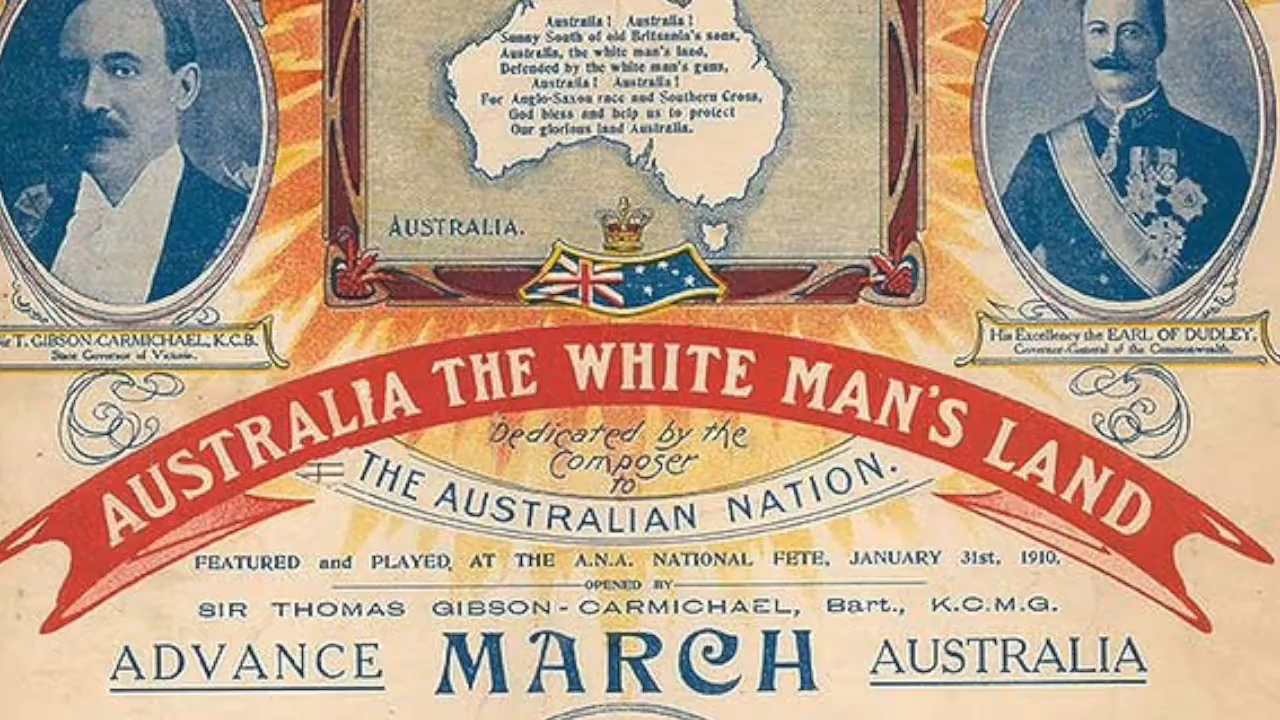 Australia! Australia!
Sunny South of old Britannia's sons,
Australia, the white man's land,
Defended by the white man's guns,
Australia! Australia!
For Anglo-Saxon race and Southern Cross,
God bless and help us to protect
Our glorious land Australia.
AUSTRALIA.
Sir T. GIBSON-CARMICHAEL, K.C.B.
State Governor of Victoria.
His Excellency the EARL OF DUDLEY,
Governor-General of the Commonwealth.
AUSTRALIA THE WHITE MAN'S LAND
Dedicated by the
Composer
to
THE AUSTRALIAN NATION.
FEATURED and PLAYED, AT THE A.N.A. NATIONAL FETE, JANUARY 31st, 1910,
OPENED BY
SIR THOMAS GIBSON-CARMICHAEL, Bart., K.C.M.G.
ADVANCE MARCH AUSTRALIA